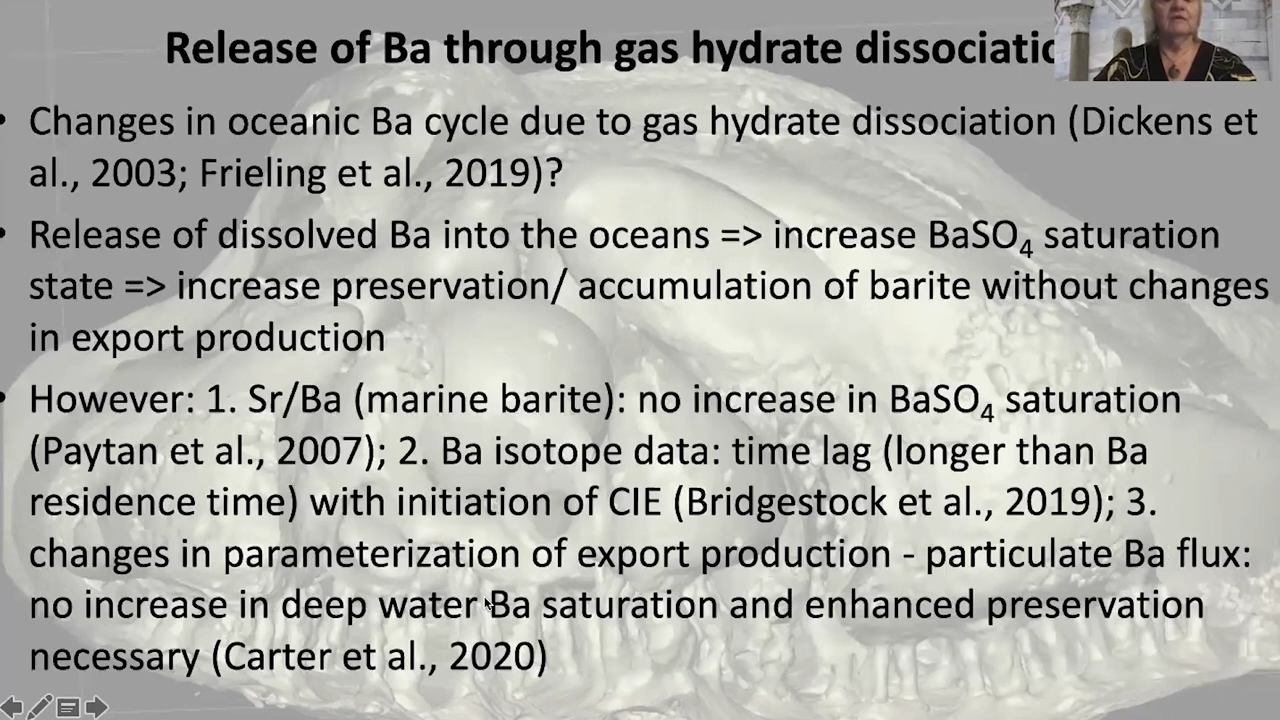 Release of Ba through gas hydrate dissociatio
• Changes in oceanic Ba cycle due to gas hydrate dissociation (Dickens et
al., 2003; Frieling et al., 2019)?
• Release of dissolved Ba into the oceans => increase BaSO₄ saturation
state => increase preservation/ accumulation of barite without changes
in export production
• However: 1. Sr/Ba (marine barite): no increase in BaSO₄ saturation
(Paytan et al., 2007); 2. Ba isotope data: time lag (longer than Ba
residence time) with initiation of CIE (Bridgestock et al., 2019); 3.
changes in parameterization of export production - particulate Ba flux:
no increase in deep water Ba saturation and enhanced preservation
necessary (Carter et al., 2020)